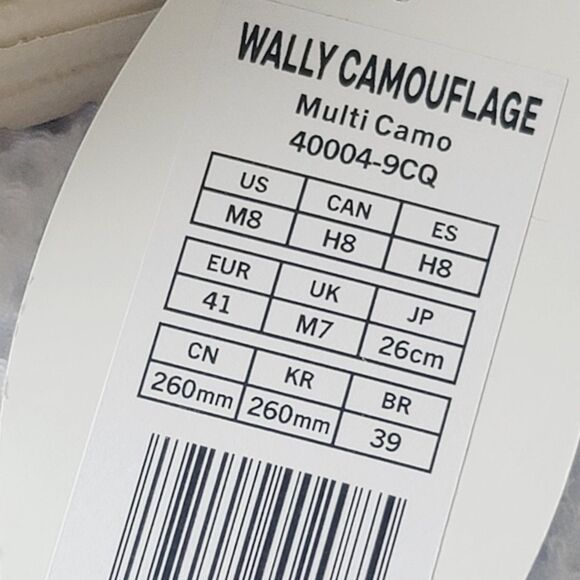 WALLY CAMOUFLAGE
Multi Camo
40004-9CQ
US CAN ES
M8 H8 H8
EUR UK JP
41 M7 26cm
CN KR BR
260mm 260mm 39